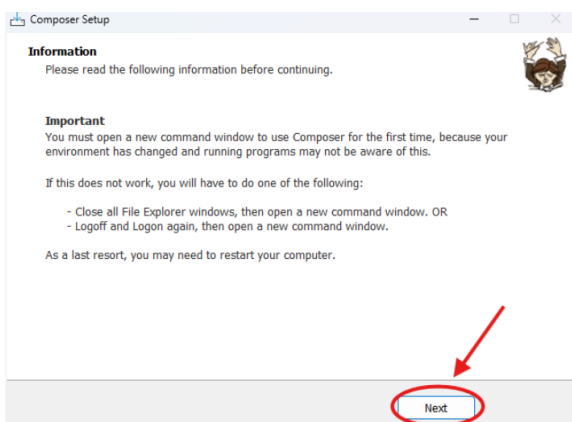 Composer Setup
Information
Please read the following information before continuing.
Important
You must open a new command window to use Composer for the first time, because your
environment has changed and running programs may not be aware of this.
If this does not work, you will have to do one of the following:
- Close all File Explorer windows, then open a new command window. OR
- Logoff and Logon again, then open a new command window.
As a last resort, you may need to restart your computer.
Next